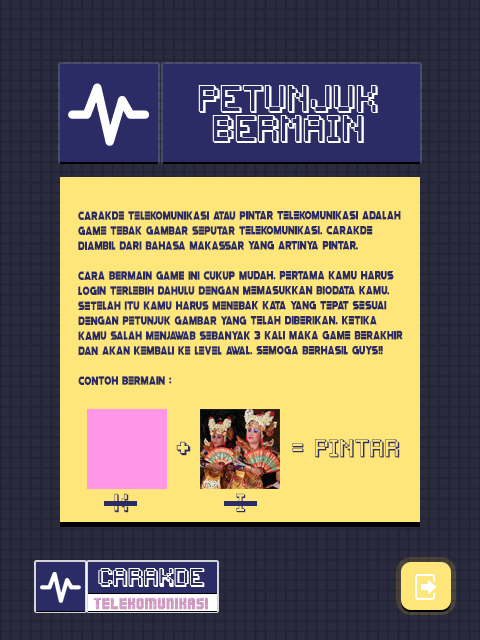 PETUNJUK
BERMAIN
CARAKDE TELEKOMUNIKASI ATAU PINTAR TELEKOMUNIKASI ADALAH
GAME TEBAK GAMBAR SEPUTAR TELEKOMUNIKASI. CARAKDE
DIAMBIL DARI BAHASA MAKASSAR YANG ARTINYA PINTAR.
CARA BERMAIN GAME INI CUKUP MUDAH. PERTAMA KAMU HARUS
LOGIN TERLEBIH DAHULU DENGAN MEMASUKKAN BIODATA KAMU.
SETELAH ITU KAMU HARUS MENEBAK KATA YANG TEPAT SESUAI
DENGAN PETUNJUK GAMBAR YANG TELAH DIBERIKAN. KETIKA
KAMU SALAH MENJAWAB SEBANYAK 3 KALI MAKA GAME BERAKHIR
DAN AKAN KEMBALI KE LEVEL AWAL. SEMOGA BERHASIL GUYS!!
CONTOH BERMAIN :
+ = PINTAR
K I
CARAKDE
TELEKOMUNIKASI